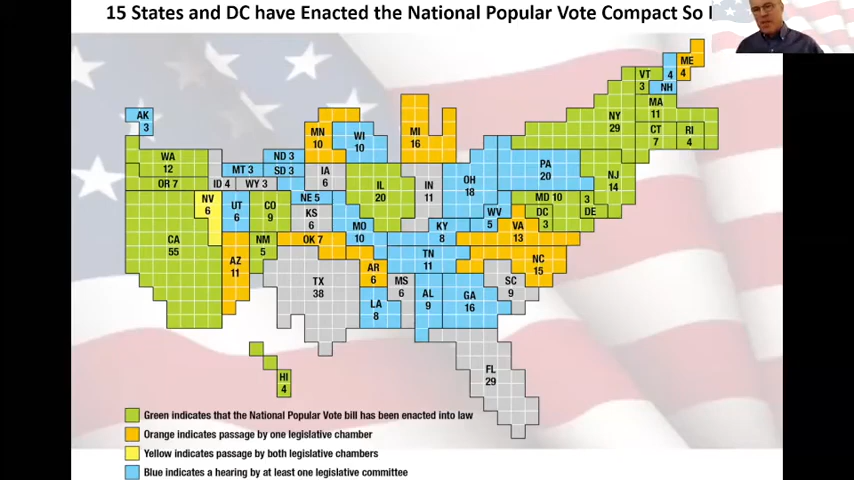 15 States and DC have Enacted the National Popular Vote Compact So
ME
4
VT
3
4
NH
AK
3
MA
11
NY
29
CT
7
RI
4
MN
10
WI
10
MI
16
WA
12
ND 3
MT 3
SD 3
OR 7
ID 4
WY 3
IA
6
PA
20
NJ
14
OH
18
IL
20
IN
11
NV
6
UT
6
CO
9
NE 5
KS
6
MD 10
3
DE
DC
3
WV
5
VA
13
MO
10
KY
8
CA
55
NM
5
OK 7
TN
11
NC
15
AZ
11
AR
6
TX
38
MS
6
AL
9
GA
16
SC
9
LA
8
FL
29
HI
4
Green indicates that the National Popular Vote bill has been enacted into law
Orange indicates passage by one legislative chamber
Yellow indicates passage by both legislative chambers
Blue indicates a hearing by at least one legislative committee